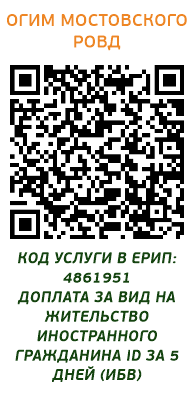 ОГИМ МОСТОВСКОГО
РОВД
КОД УСЛУГИ В ЕРИП:
4861951
ДОПЛАТА ЗА ВИД НА
ЖИТЕЛЬСТВО
ИНОСТРАННОГО
ГРАЖДАНИНА ID ЗА 5
ДНЕЙ (ИБВ)